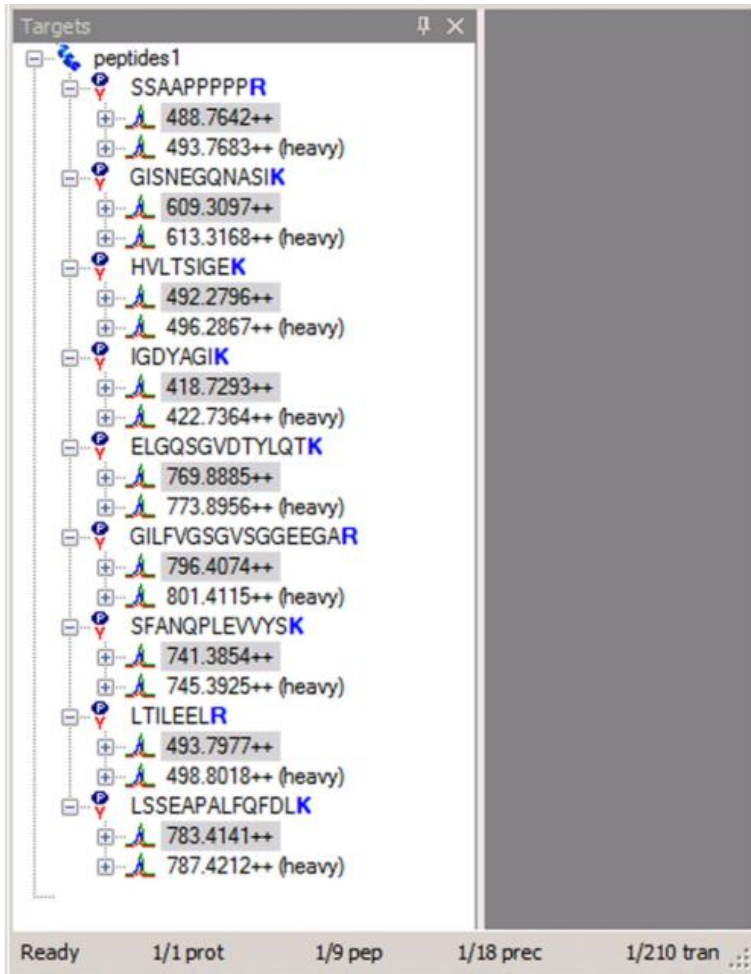 Targets
peptides1
SSAAPPPPPR
488.7642++
493.7683++ (heavy)
GISNEGQNASIK
609.3097++
613.3168++ (heavy)
HVLTSIGEK
492.2796++
496.2867++ (heavy)
IGDYAGIK
418.7293++
422.7364++ (heavy)
ELGQSGVDTYLQTK
769.8885++
773.8956++ (heavy)
GILFVGSGVSGGEEGAR
796.4074++
801.4115++ (heavy)
SFANQPLEVVYSK
741.3854++
745.3925++ (heavy)
LTILEELR
493.7977++
498.8018++ (heavy)
LSSEAPALFQFDLK
783.4141++
787.4212++ (heavy)
Ready 1/1 prot 1/9 pep 1/18 prec 1/210 tran